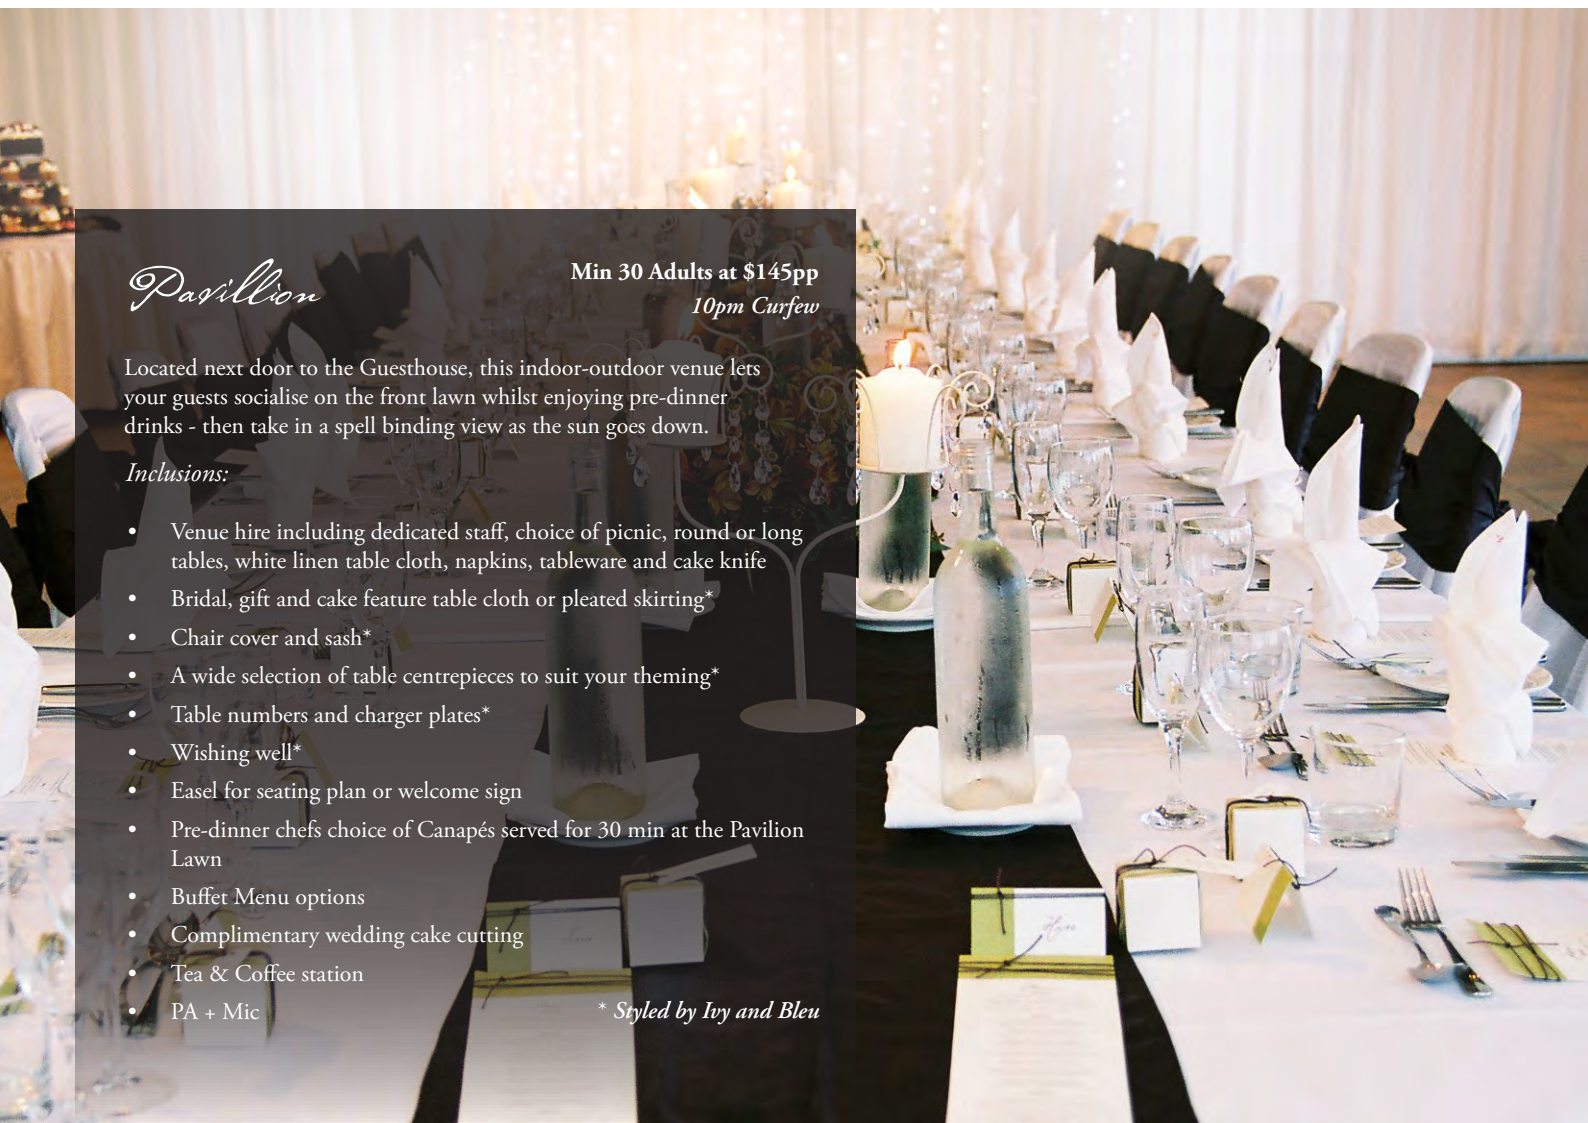 Pavillion
Min 30 Adults at $145pp
10pm Curfew
Located next door to the Guesthouse, this indoor-outdoor venue lets
your guests socialise on the front lawn whilst enjoying pre-dinner
drinks - then take in a spell binding view as the sun goes down.
Inclusions:
• Venue hire including dedicated staff, choice of picnic, round or long
tables, white linen table cloth, napkins, tableware and cake knife
• Bridal, gift and cake feature table cloth or pleated skirting*
• Chair cover and sash*
• A wide selection of table centrepieces to suit your theming*
• Table numbers and charger plates*
• Wishing well*
• Easel for seating plan or welcome sign
• Pre-dinner chefs choice of Canapés served for 30 min at the Pavilion
Lawn
• Buffet Menu options
• Complimentary wedding cake cutting
• Tea & Coffee station
• PA + Mic
* Styled by Ivy and Bleu